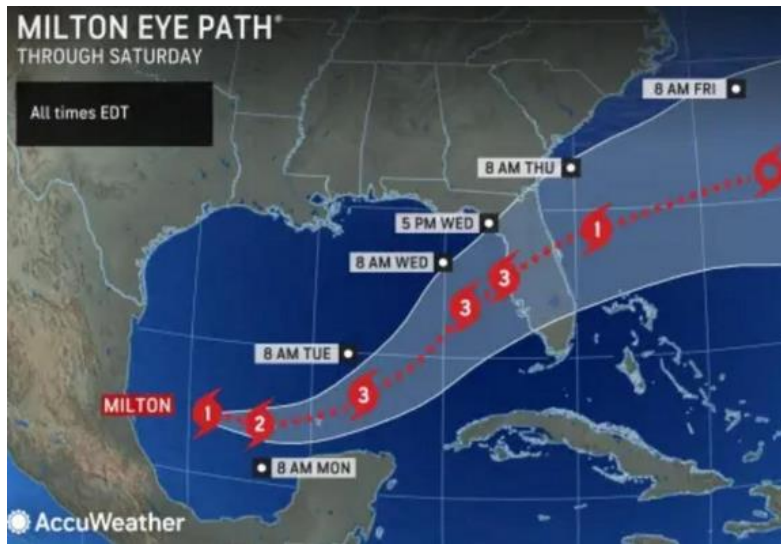 MILTON EYE PATH®
THROUGH SATURDAY
All times EDT
8 AM FRI
8 AM THU
5 PM WED
1
8 AM WED
3
3
8 AM TUE
3
MILTON
1
2
8 AM MON
AccuWeather